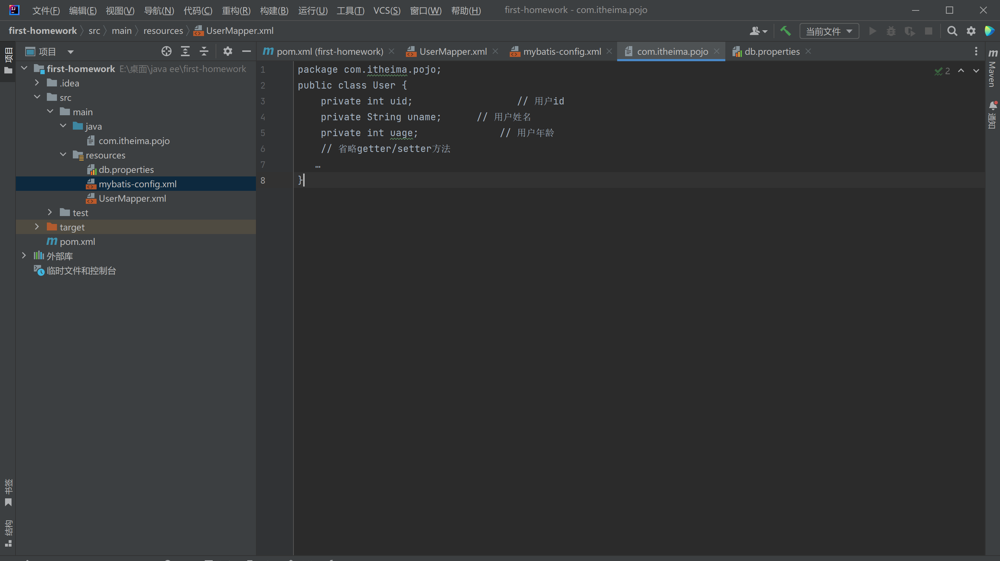 文件(F) 编辑(E) 视图(V) 导航(N) 代码(C) 重构(R) 构建(B) 运行(U) 工具(T) VCS(S) 窗口(W) 帮助(H) first-homework - com.itheima.pojo
first-homework src main resources UserMapper.xml 当前文件
项目
项目
pom.xml (first-homework) UserMapper.xml mybatis-config.xml com.itheima.pojo db.properties
first-homework E:\桌面\java ee\first-homework
.idea
src
main
java
com.itheima.pojo
resources
db.properties
mybatis-config.xml
UserMapper.xml
test
target
pom.xml
外部库
临时文件和控制台
1 package com.itheima.pojo;
2 public class User {
3 private int uid; // 用户id
4 private String uname; // 用户姓名
5 private int uage; // 用户年龄
6 // 省略getter/setter方法
7 …
8 }
2
Maven
通知
书签
结构